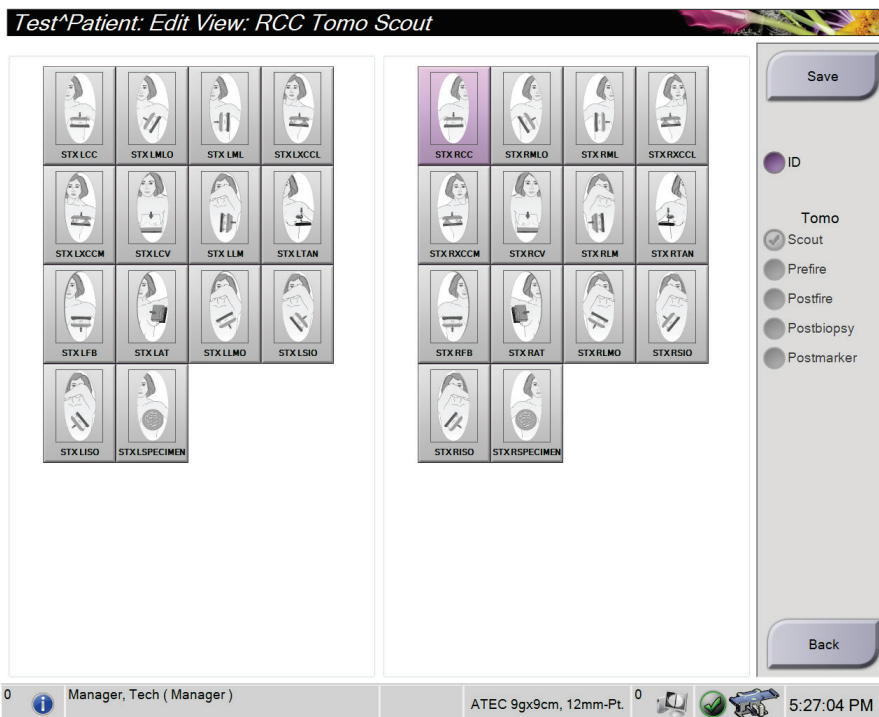 Test^Patient: Edit View: RCC Tomo Scout
STX LCC STX LMLO STX LML STX LXCCL
STX LXCCM STX LCV STX LLM STX LTAN
STX LFB STX LAT STX LLMO STX LSIO
STX LISO STX LSPECIMEN
STX RCC STX RMLO STX RML STX RXCCL
STX RXCCM STX RCV STX RLM STX RTAN
STX RFB STX RAT STX RLMO STX RSIO
STX RISO STX RSPECIMEN
Save
ID
Tomo
Scout
Prefire
Postfire
Postbiopsy
Postmarker
Back
0 Manager, Tech ( Manager ) ATEC 9gx9cm, 12mm-Pt. 0 5:27:04 PM